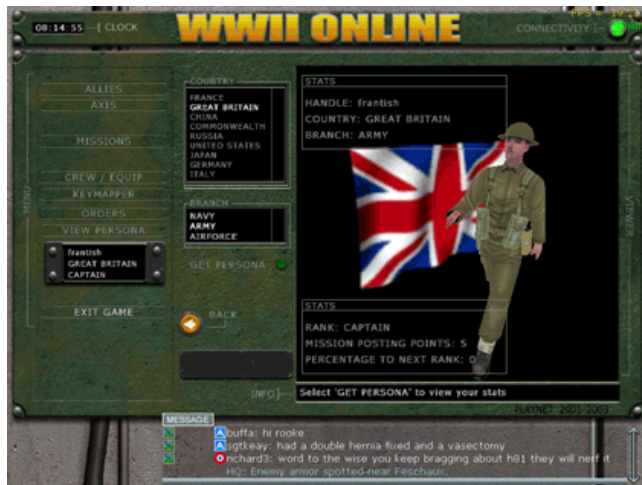 WWII ONLINE
08:14:55
CLOCK
CONNECTIVITY
MENU
ALLIES
AXIS
MISSIONS
CREW / EQUIP
KEYMAPPER
ORDERS
VIEW PERSONA
frantish
GREAT BRITAIN
CAPTAIN
EXIT GAME
COUNTRY
FRANCE
GREAT BRITAIN
CHINA
COMMONWEALTH
RUSSIA
UNITED STATES
JAPAN
GERMANY
ITALY
BRANCH
NAVY
ARMY
AIRFORCE
GET PERSONA
BACK
STATS
HANDLE: frantish
COUNTRY: GREAT BRITAIN
BRANCH: ARMY
STATS
RANK: CAPTAIN
MISSION POSTING POINTS: 5
PERCENTAGE TO NEXT RANK: 0
VIEWER
INFO
Select 'GET PERSONA' to view your stats
PLAYNET 2001-2003
MESSAGE
buffa: hi rooke
sgtkeay: had a double hernia fixed and a vasectomy
richard3: word to the wise you keep bragging about h81 they will nerf it
HQ: Enemy armor spotted-near Feschaux.